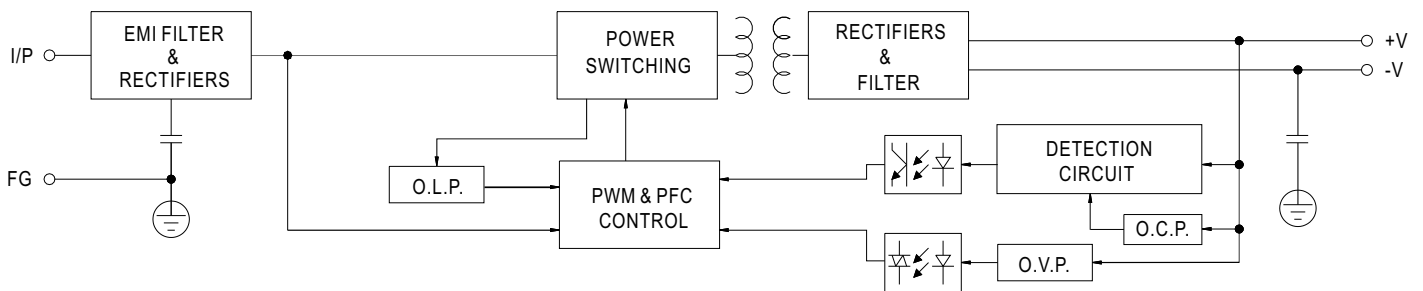 I/P
EMI FILTER
&
RECTIFIERS
POWER
SWITCHING
RECTIFIERS
&
FILTER
+V
-V
FG
O.L.P.
PWM & PFC
CONTROL
DETECTION
CIRCUIT
O.C.P.
O.V.P.